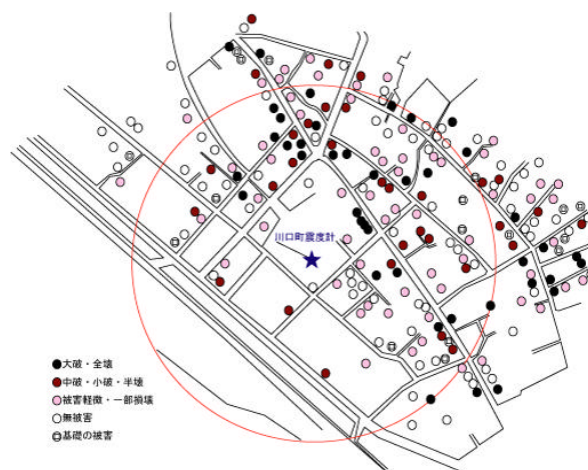 川口町震度計
大破・全壊
中破・小破・半壊
被害軽微・一部損壊
無被害
基礎の被害